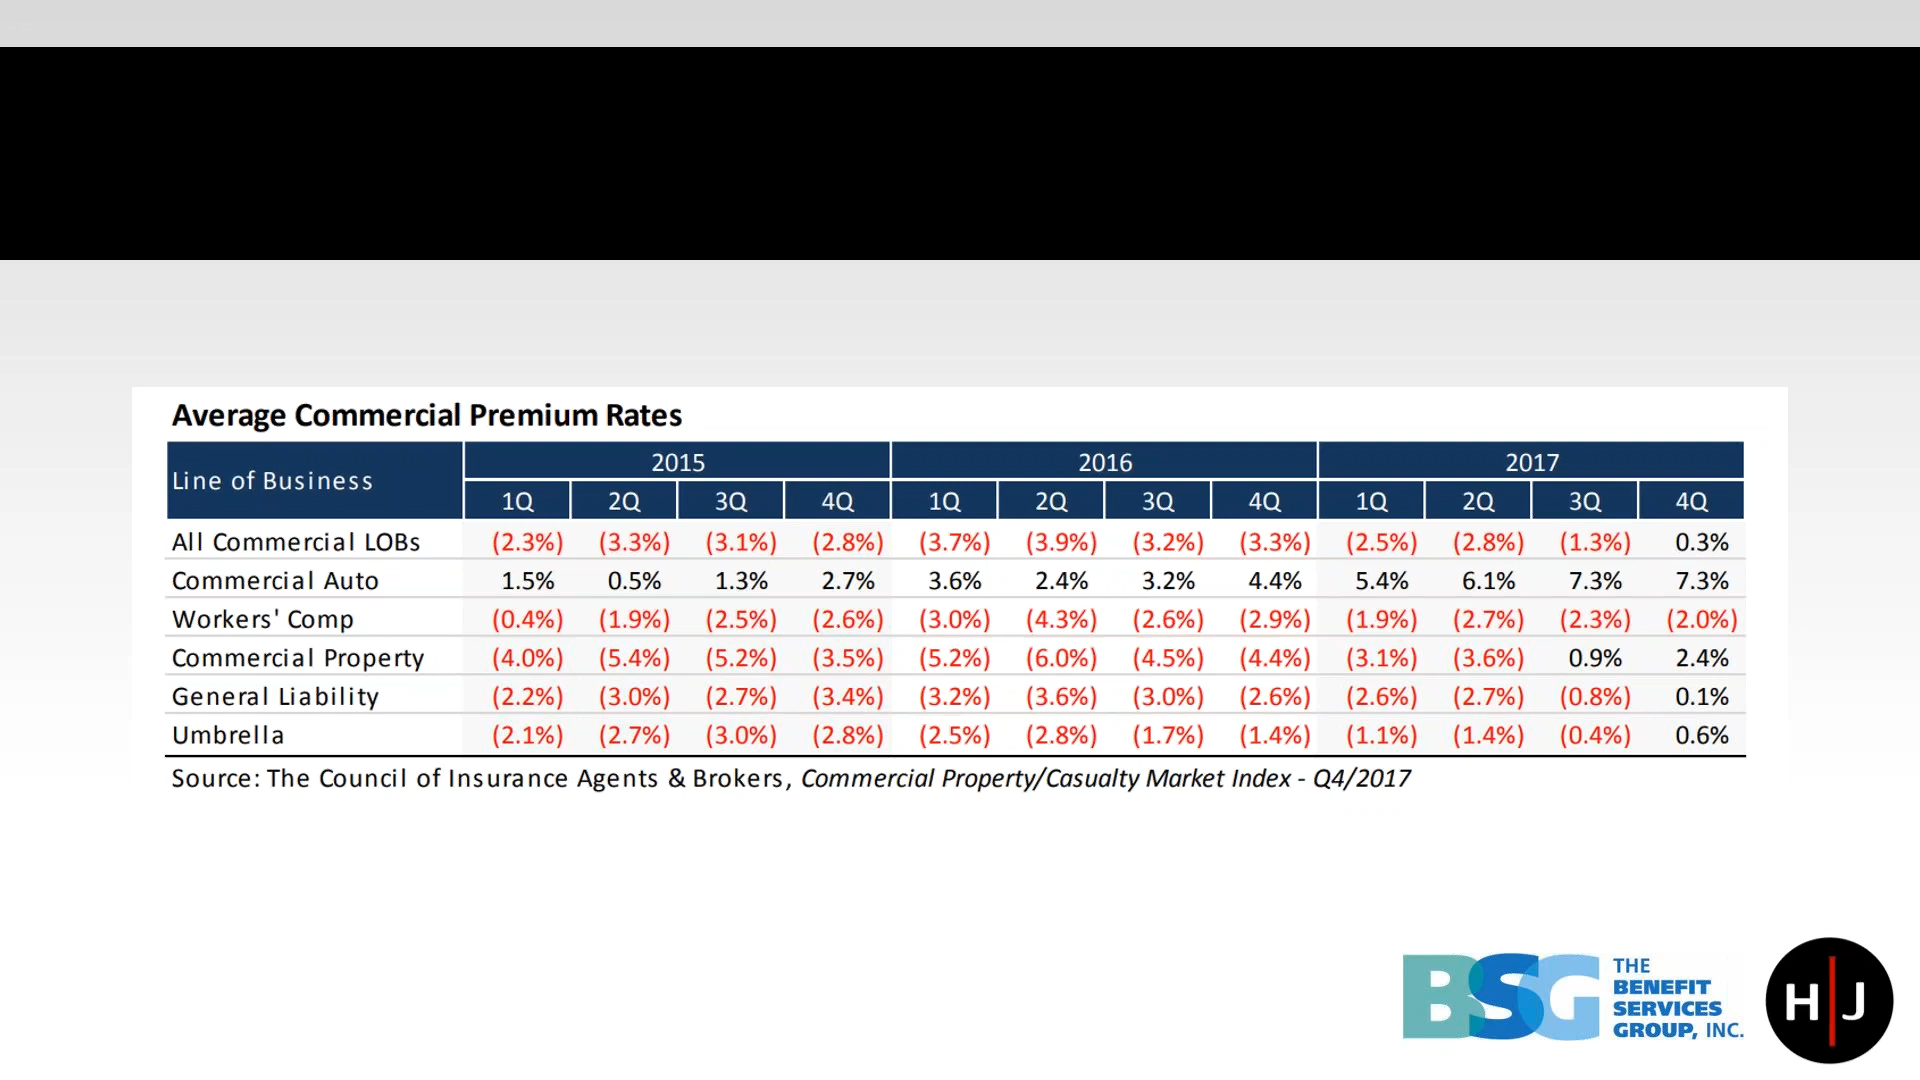 Average Commercial Premium Rates
Line of Business 2015 2016 2017
1Q 2Q 3Q 4Q 1Q 2Q 3Q 4Q 1Q 2Q 3Q 4Q
All Commercial LOBs (2.3%) (3.3%) (3.1%) (2.8%) (3.7%) (3.9%) (3.2%) (3.3%) (2.5%) (2.8%) (1.3%) 0.3%
Commercial Auto 1.5% 0.5% 1.3% 2.7% 3.6% 2.4% 3.2% 4.4% 5.4% 6.1% 7.3% 7.3%
Workers' Comp (0.4%) (1.9%) (2.5%) (2.6%) (3.0%) (4.3%) (2.6%) (2.9%) (1.9%) (2.7%) (2.3%) (2.0%)
Commercial Property (4.0%) (5.4%) (5.2%) (3.5%) (5.2%) (6.0%) (4.5%) (4.4%) (3.1%) (3.6%) 0.9% 2.4%
General Liability (2.2%) (3.0%) (2.7%) (3.4%) (3.2%) (3.6%) (3.0%) (2.6%) (2.6%) (2.7%) (0.8%) 0.1%
Umbrella (2.1%) (2.7%) (3.0%) (2.8%) (2.5%) (2.8%) (1.7%) (1.4%) (1.1%) (1.4%) (0.4%) 0.6%
Source: The Council of Insurance Agents & Brokers, Commercial Property/Casualty Market Index - Q4/2017
BSG
THE
BENEFIT
SERVICES
GROUP, INC.
H|J